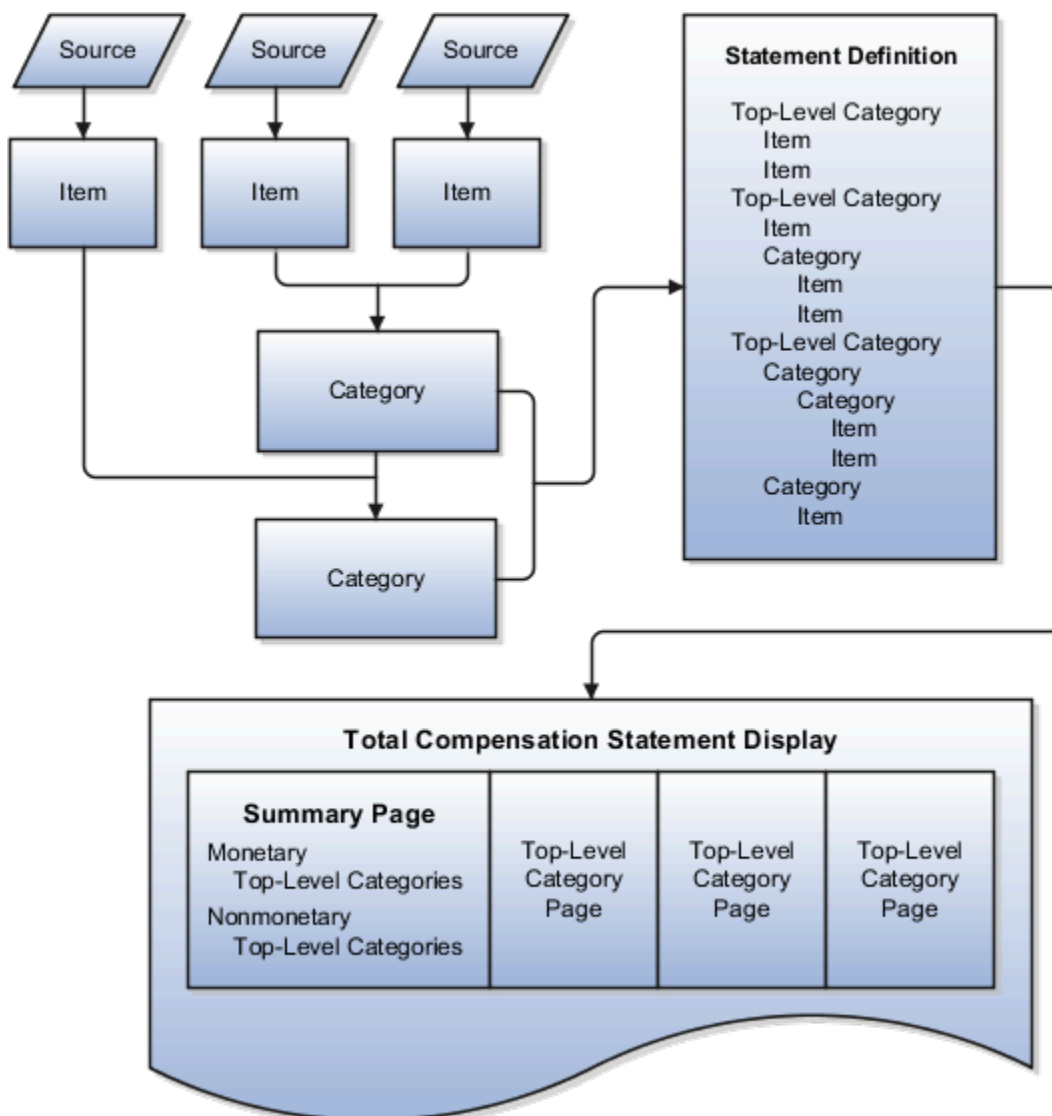 Source
Source
Source
Item
Item
Item
Category
Category
Statement Definition
Top-Level Category
Item
Item
Top-Level Category
Item
Category
Item
Item
Top-Level Category
Category
Category
Item
Item
Category
Item
Total Compensation Statement Display
Summary Page
Monetary
Top-Level Categories
Nonmonetary
Top-Level Categories
Top-Level
Category
Page
Top-Level
Category
Page
Top-Level
Category
Page